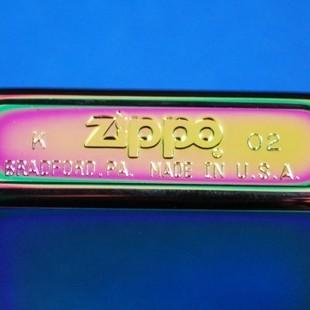 K zippo 02
BRADFORD, PA. MADE IN U.S.A.